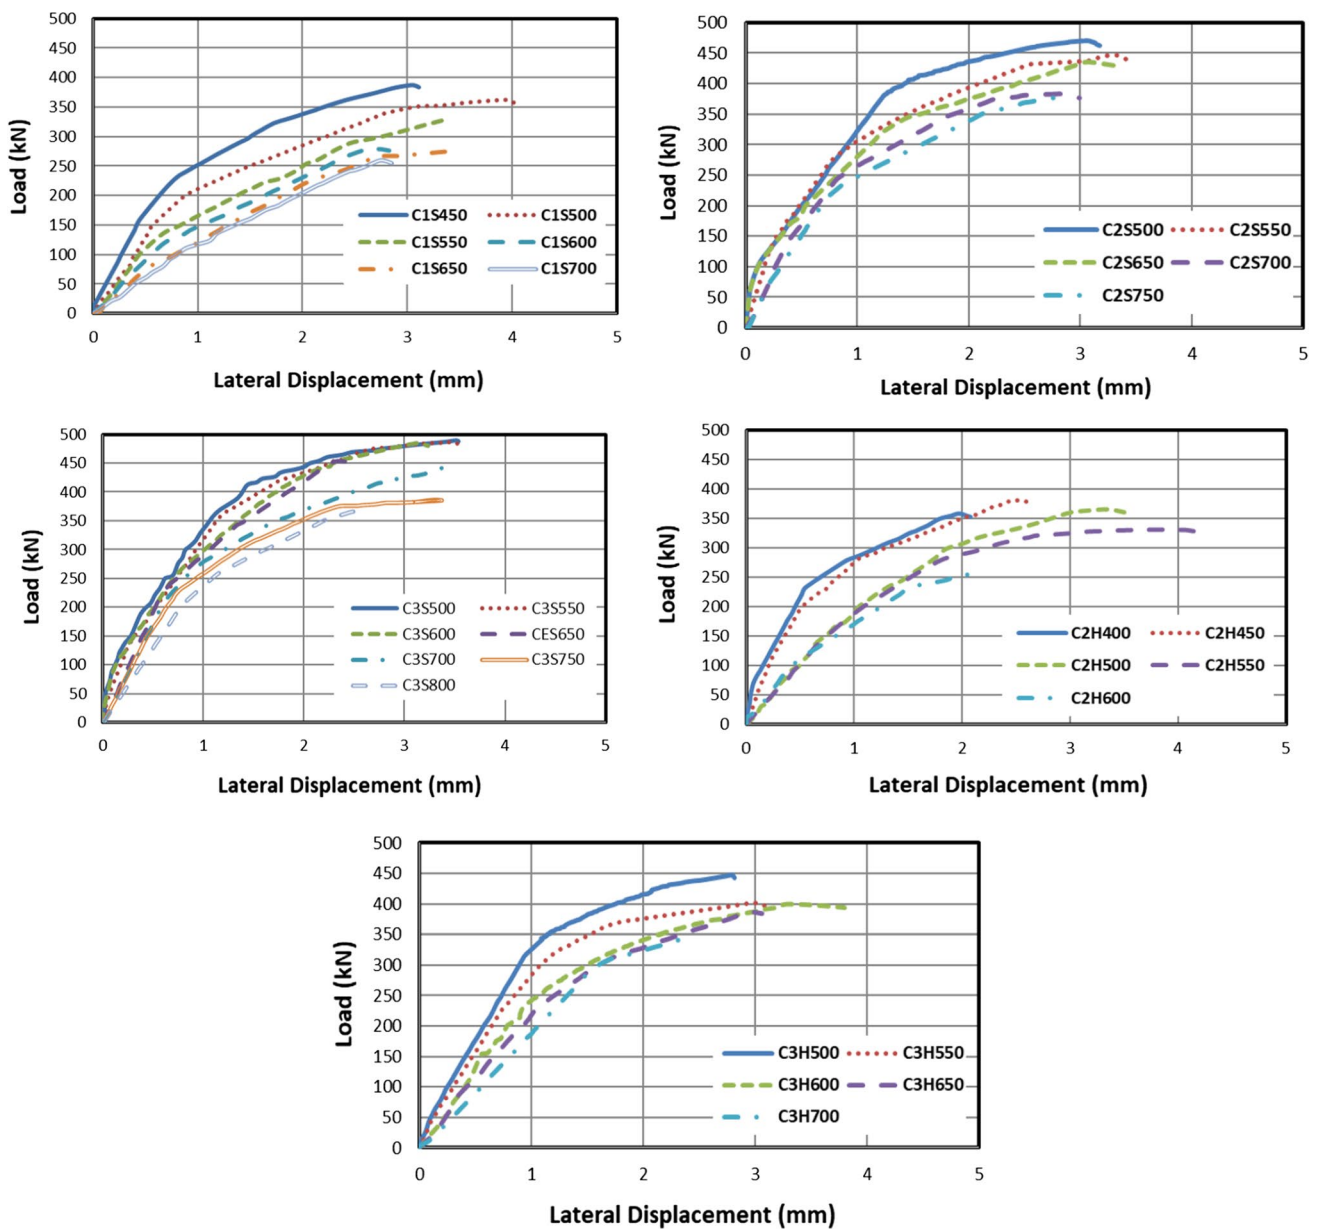 500
450
400
350
300
250
200
150
100
50
0
Load (kN)
C1S450 C1S500
C1S550 C1S600
C1S650 C1S700
0 1 2 3 4 5
Lateral Displacement (mm)
500
450
400
350
300
250
200
150
100
50
0
Load (kN)
C2S500 C2S550
C2S650 C2S700
C2S750
0 1 2 3 4 5
Lateral Displacement (mm)
500
450
400
350
300
250
200
150
100
50
0
Load (kN)
C3S500 C3S550
C3S600 CES650
C3S700 C3S750
C3S800
0 1 2 3 4 5
Lateral Displacement (mm)
500
450
400
350
300
250
200
150
100
50
0
Load (kN)
C2H400 C2H450
C2H500 C2H550
C2H600
0 1 2 3 4 5
Lateral Displacement (mm)
500
450
400
350
300
250
200
150
100
50
0
Load (kN)
C3H500 C3H550
C3H600 C3H650
C3H700
0 1 2 3 4 5
Lateral Displacement (mm)